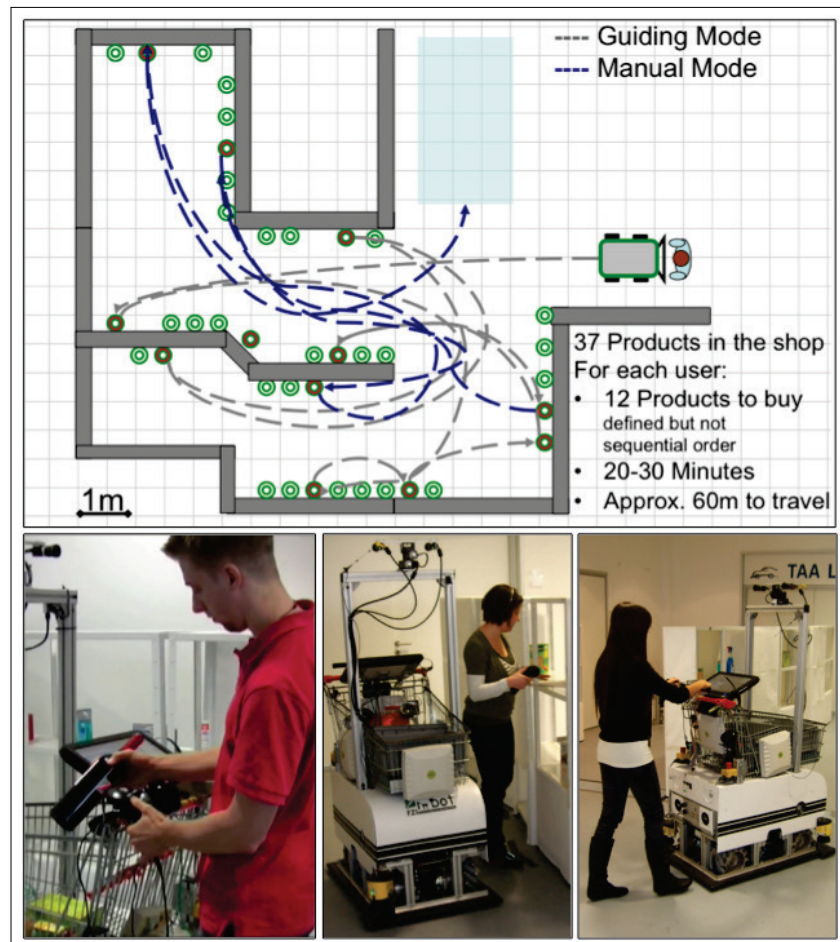 Guiding Mode
Manual Mode
37 Products in the shop
For each user:
• 12 Products to buy
defined but not
sequential order
• 20-30 Minutes
• Approx. 60m to travel
1m
TAA L